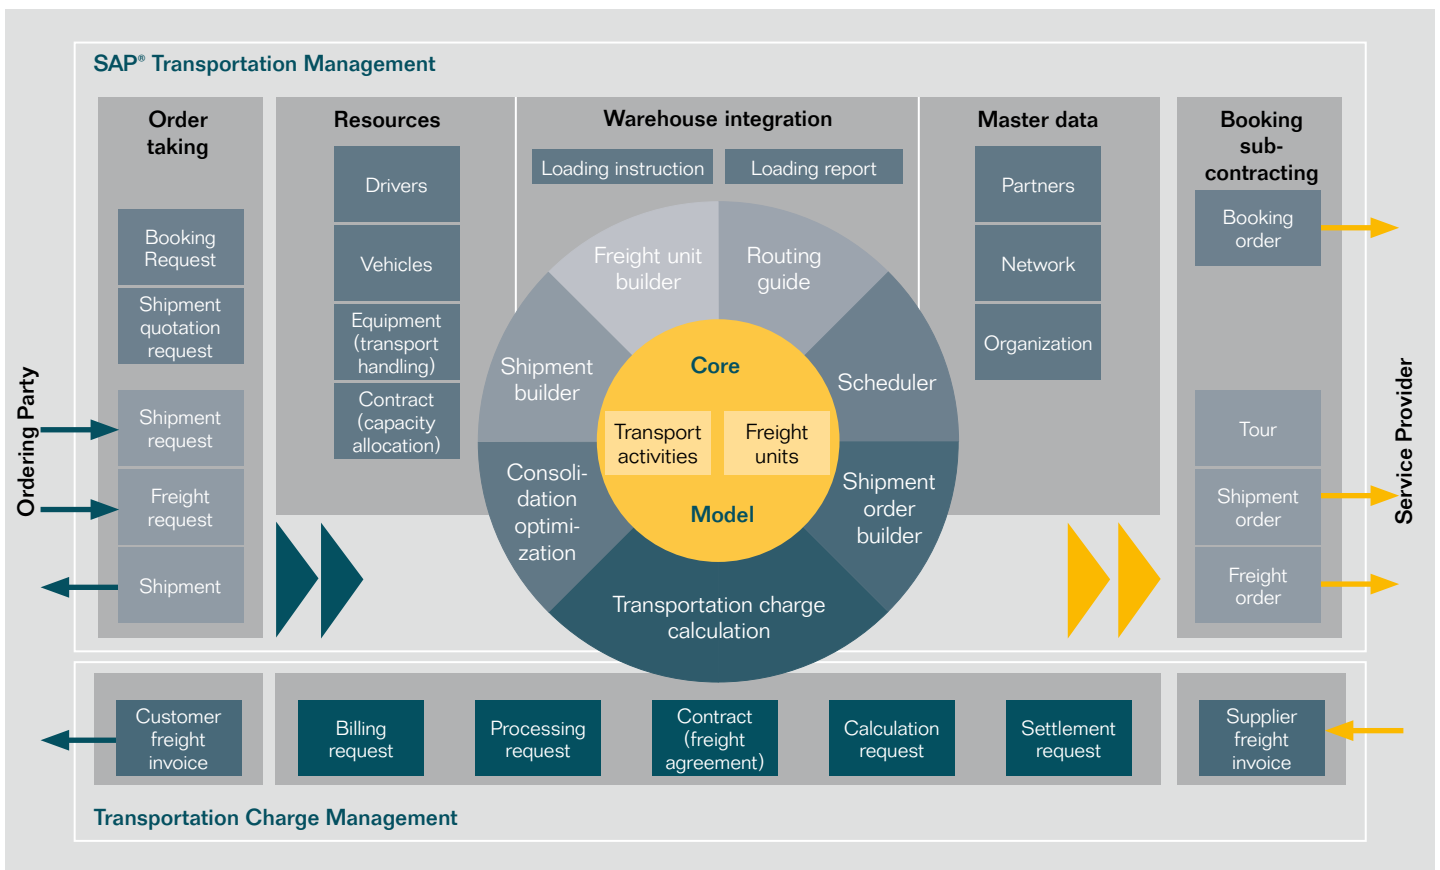 SAP® Transportation Management
Order
taking
Booking
Request
Shipment
quotation
request
Shipment
request
Freight
request
Shipment
Ordering Party
Resources
Drivers
Vehicles
Equipment
(transport
handling)
Contract
(capacity
allocation)
Warehouse integration
Loading instruction
Loading report
Freight unit
builder
Routing
guide
Shipment
builder
Scheduler
Consoli-
dation
optimi-
zation
Shipment
order
builder
Transportation charge
calculation
Core
Transport
activities
Freight
units
Model
Master data
Partners
Network
Organization
Booking
sub-
contracting
Booking
order
Tour
Shipment
order
Freight
order
Service Provider
Customer
freight
invoice
Billing
request
Processing
request
Contract
(freight
agreement)
Calculation
request
Settlement
request
Supplier
freight
invoice
Transportation Charge Management